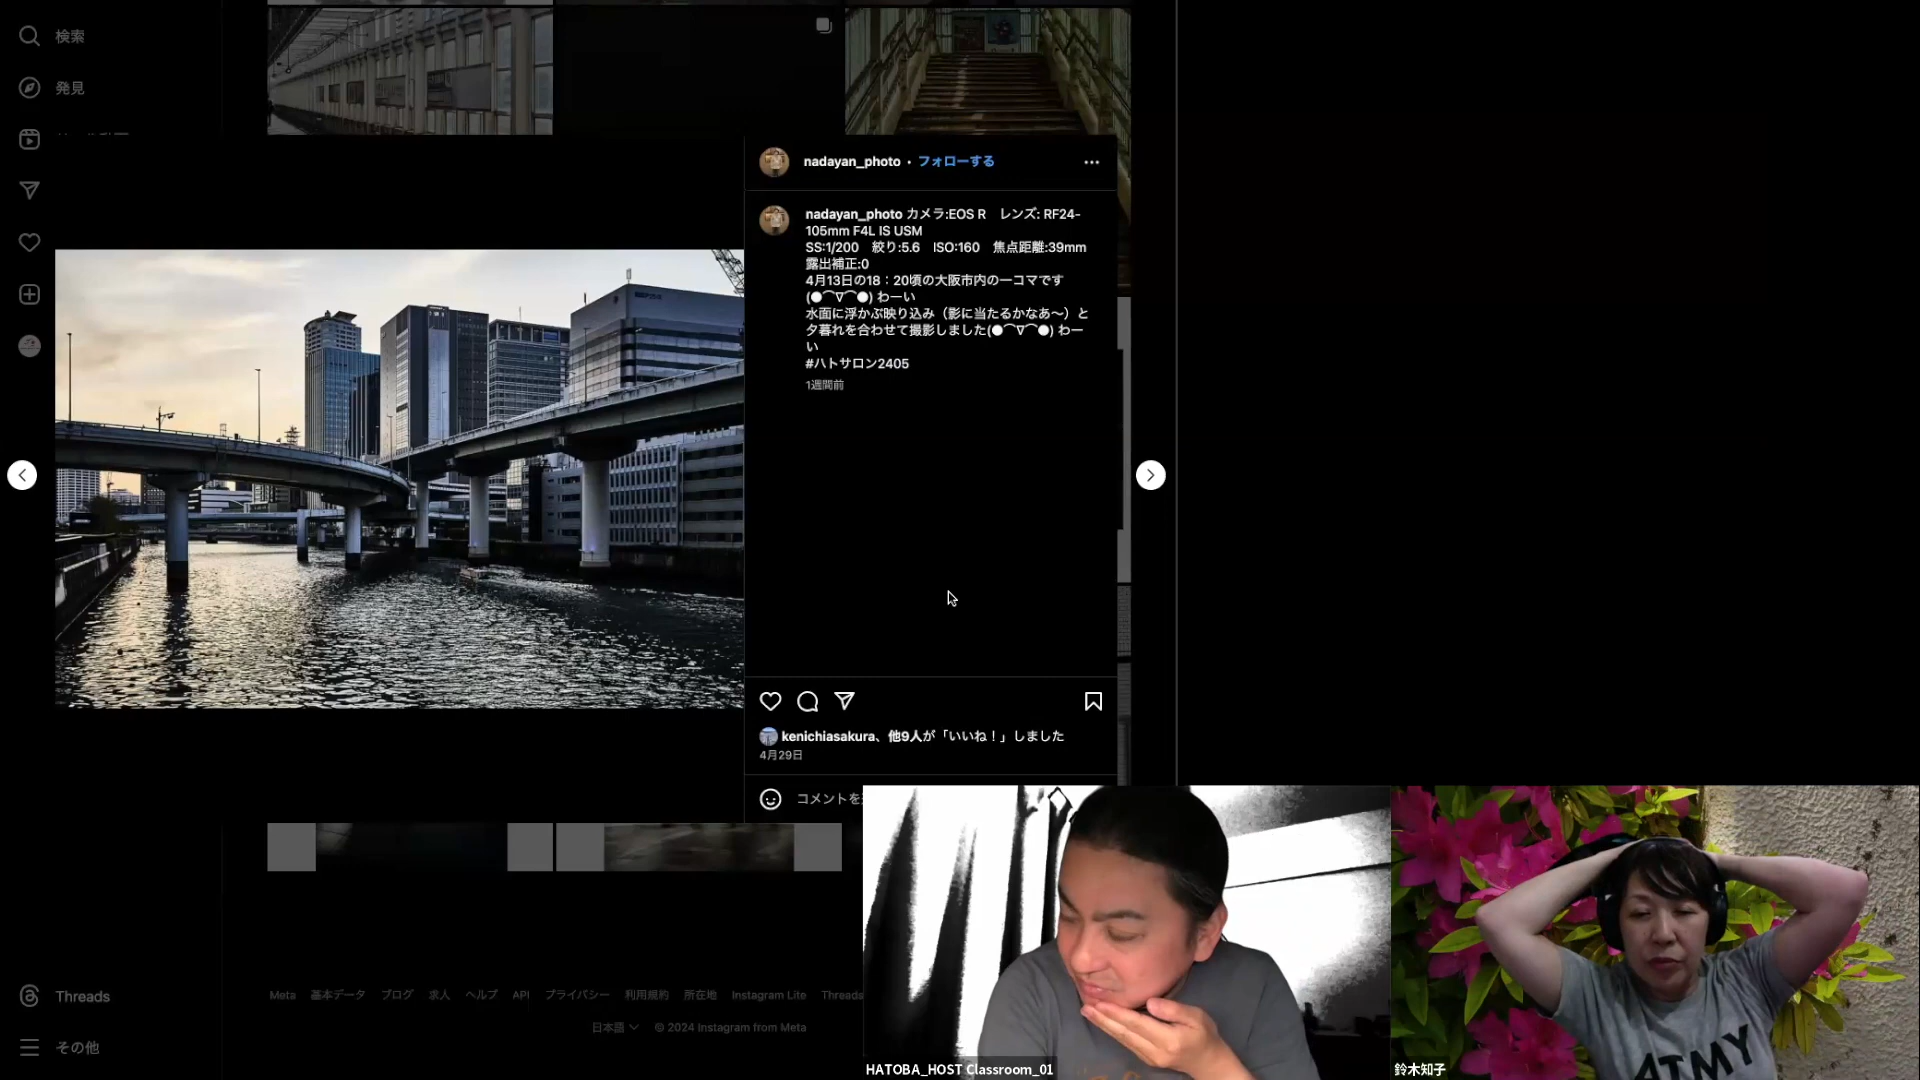 検索
発見
nadayan_photo • フォローする
nadayan_photo カメラ:EOS R　レンズ: RF24-
105mm F4L IS USM
SS:1/200　絞り:5.6　ISO:160　焦点距離:39mm
露出補正:0
4月13日の18：20頃の大阪市内の一コマです
(●⌒∇⌒●) わーい
水面に浮かぶ映り込み（影に当たるかなあ〜）と
夕暮れを合わせて撮影しました(●⌒∇⌒●) わー
い
#ハトサロン2405
1週間前
kenichiasakura、他9人が「いいね！」しました
4月29日
コメントを
Threads
その他
Meta 基本データ ブログ 求人 ヘルプ API プライバシー 利用規約 所在地 Instagram Lite Threads
日本語 © 2024 Instagram from Meta
HATOBA_HOST Classroom_01
鈴木知子
ATMY